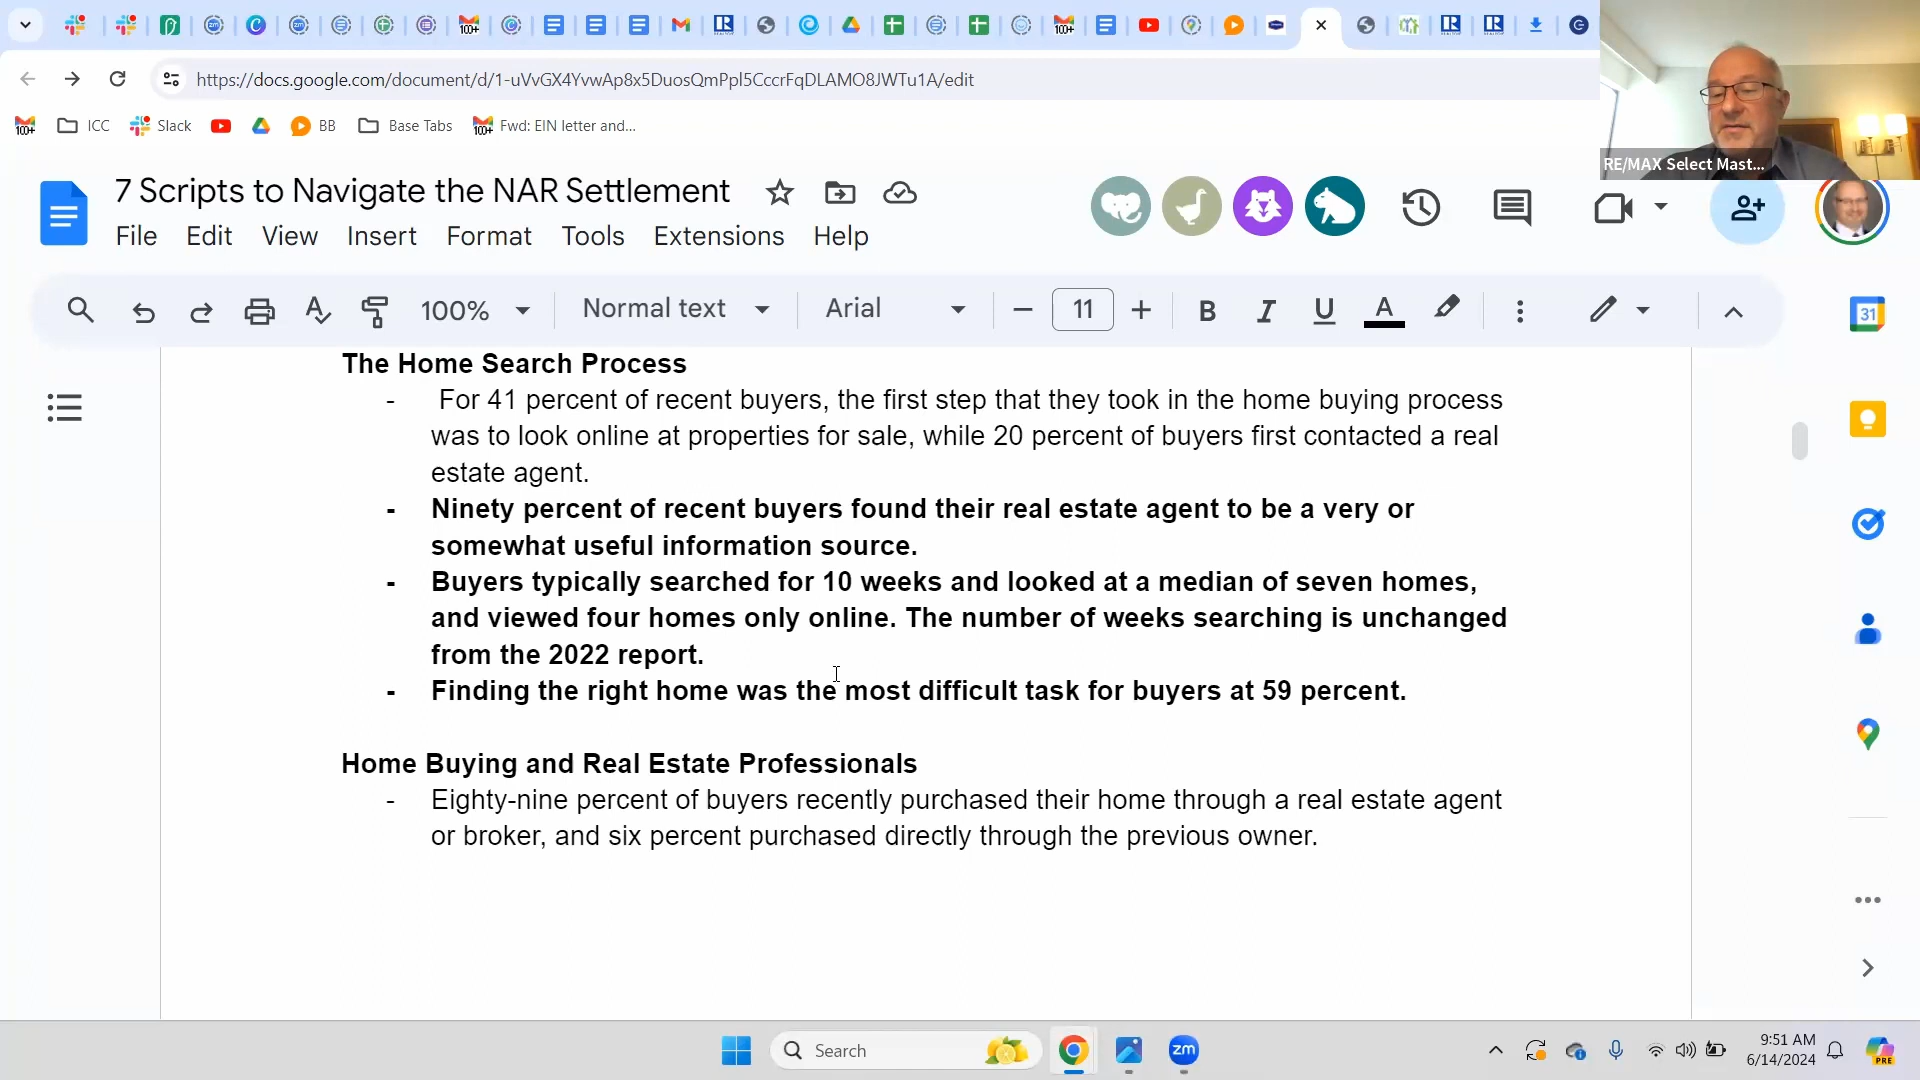 https://docs.google.com/document/d/1-uVvGX4YvwAp8x5DuosQmPpl5CccrFqDLAMO8JWTu1A/edit
ICC
Slack
BB
Base Tabs
Fwd: EIN letter and...
RE/MAX Select Mast...
7 Scripts to Navigate the NAR Settlement
File Edit View Insert Format Tools Extensions Help
100% Normal text Arial 11 B I U A
31
The Home Search Process
- For 41 percent of recent buyers, the first step that they took in the home buying process
was to look online at properties for sale, while 20 percent of buyers first contacted a real
estate agent.
- Ninety percent of recent buyers found their real estate agent to be a very or
somewhat useful information source.
- Buyers typically searched for 10 weeks and looked at a median of seven homes,
and viewed four homes only online. The number of weeks searching is unchanged
from the 2022 report.
- Finding the right home was the most difficult task for buyers at 59 percent.
Home Buying and Real Estate Professionals
- Eighty-nine percent of buyers recently purchased their home through a real estate agent
or broker, and six percent purchased directly through the previous owner.
Search
zm
9:51 AM
6/14/2024
PRE